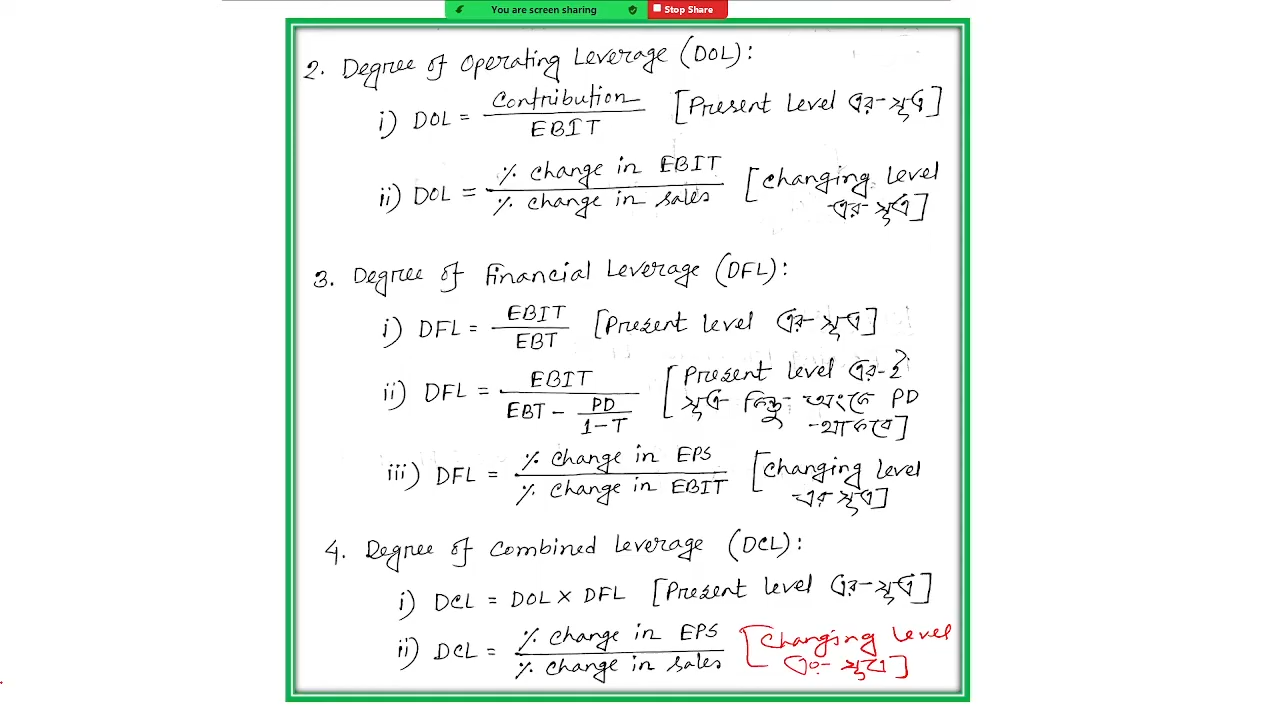 You are screen sharing
Stop Share
2. Degree of Operating Leverage (DOL):
i) DOL = Contribution / EBIT [Present Level এর-সূত্র]
ii) DOL = % change in EBIT / % change in sales [Changing Level
-এর-সূত্র]
3. Degree of Financial Leverage (DFL):
i) DFL = EBIT / EBT [Present level এর-সূত্র]
ii) DFL = EBIT / EBT - PD / 1-T [Present level এর-ই
সূত্র- কিন্তু- অংকে PD
-থাকবে]
iii) DFL = % change in EPS / % change in EBIT [Changing level
-এর সূত্র]
4. Degree of Combined Leverage (DCL):
i) DCL = DOL × DFL [Present level এর-সূত্র]
ii) DCL = % change in EPS / % change in sales [Changing level
এর- সূত্র]